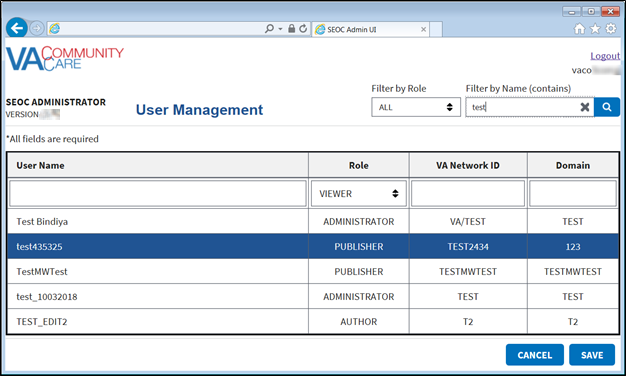 SEOC Admin UI
VA COMMUNITY CARE
Logout
vaco
Filter by Role
Filter by Name (contains)
SEOC ADMINISTRATOR
VERSION
User Management
ALL
test
*All fields are required
User Name Role VA Network ID Domain
VIEWER
Test Bindiya ADMINISTRATOR VA/TEST TEST
test435325 PUBLISHER TEST2434 123
TestMWTest PUBLISHER TESTMWTEST TESTMWTEST
test_10032018 ADMINISTRATOR TEST TEST
TEST_EDIT2 AUTHOR T2 T2
CANCEL SAVE